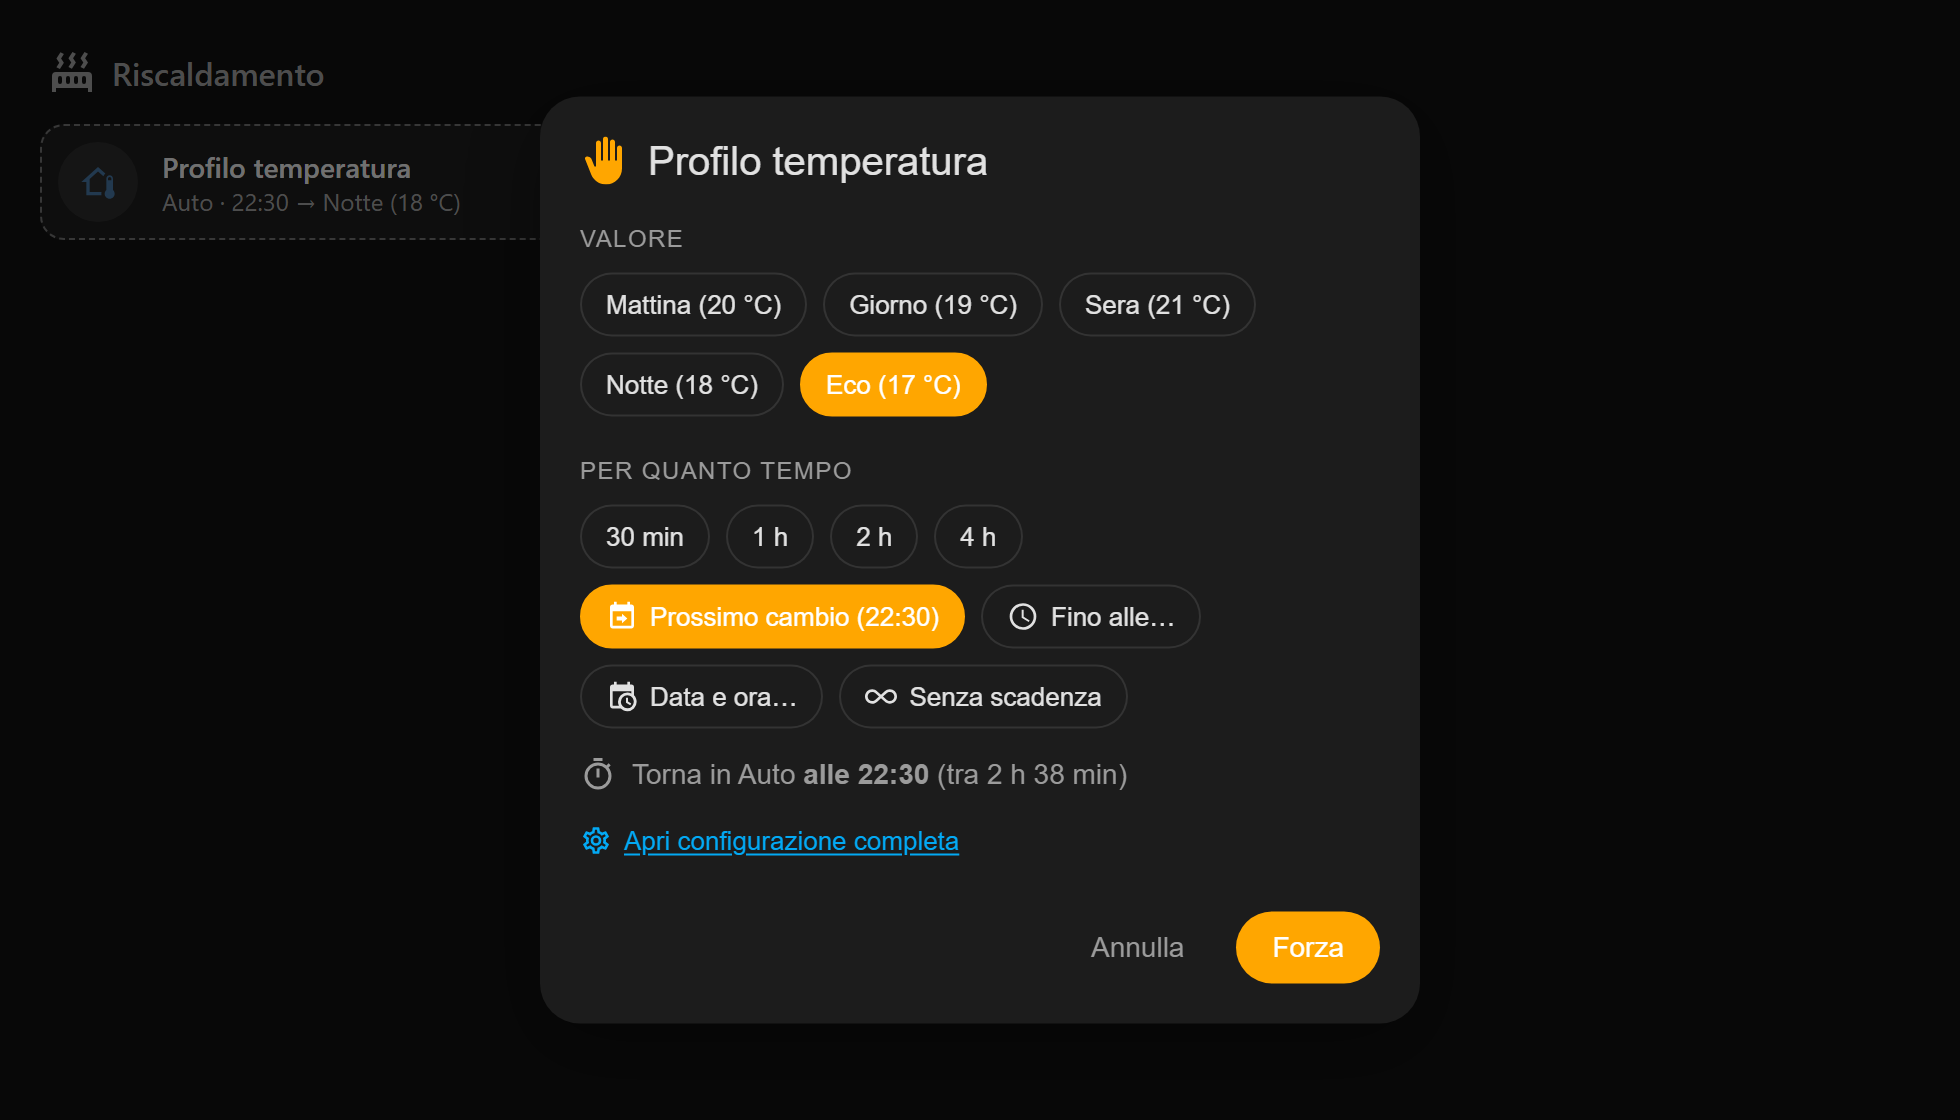 Riscaldamento
Profilo temperatura
Auto · 22:30 → Notte (18 °C)
Profilo temperatura
VALORE
Mattina (20 °C)
Giorno (19 °C)
Sera (21 °C)
Notte (18 °C)
Eco (17 °C)
PER QUANTO TEMPO
30 min
1 h
2 h
4 h
Prossimo cambio (22:30)
Fino alle…
Data e ora…
Senza scadenza
Torna in Auto alle 22:30 (tra 2 h 38 min)
Apri configurazione completa
Annulla
Forza